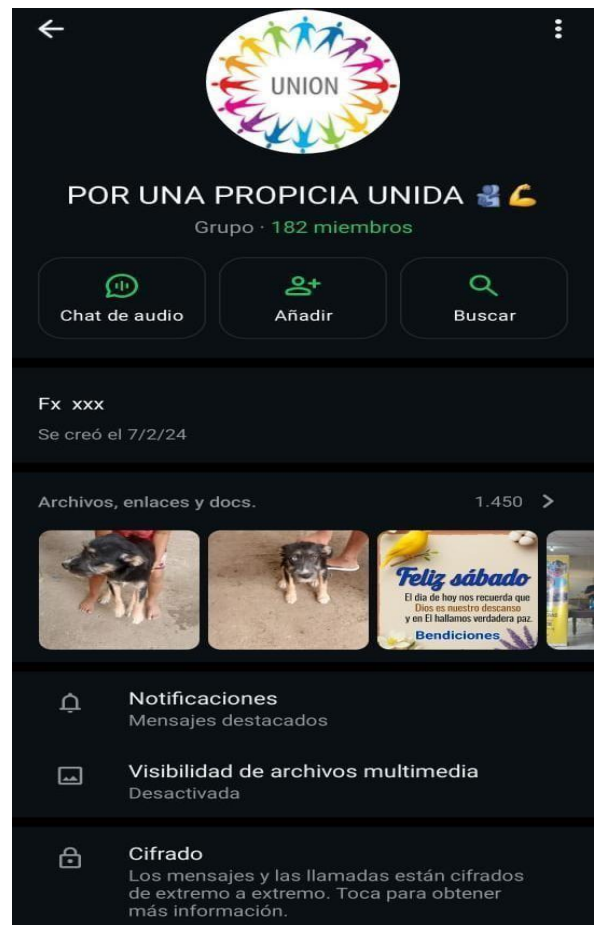 UNION
POR UNA PROPICIA UNIDA 🫂💪
Grupo · 182 miembros
Chat de audio
Añadir
Buscar
Fx xxx
Se creó el 7/2/24
Archivos, enlaces y docs.
1.450
Feliz sábado
El dia de hoy nos recuerda que
Dios es nuestro descanso
y en El hallamos verdadera paz.
Bendiciones
Notificaciones
Mensajes destacados
Visibilidad de archivos multimedia
Desactivada
Cifrado
Los mensajes y las llamadas están cifrados
de extremo a extremo. Toca para obtener
más información.